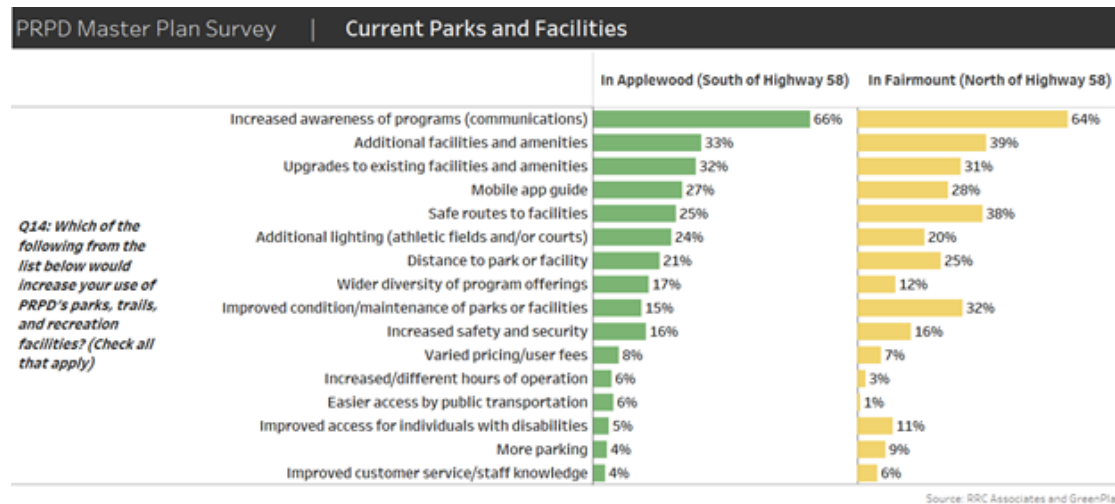 PRPD Master Plan Survey | Current Parks and Facilities
In Applewood (South of Highway 58) In Fairmount (North of Highway 58)
Q14: Which of the
following from the
list below would
increase your use of
PRPD's parks, trails,
and recreation
facilities? (Check all
that apply)
Increased awareness of programs (communications) 66% 64%
Additional facilities and amenities 33% 39%
Upgrades to existing facilities and amenities 32% 31%
Mobile app guide 27% 28%
Safe routes to facilities 25% 38%
Additional lighting (athletic fields and/or courts) 24% 20%
Distance to park or facility 21% 25%
Wider diversity of program offerings 17% 12%
Improved condition/maintenance of parks or facilities 15% 32%
Increased safety and security 16% 16%
Varied pricing/user fees 8% 7%
Increased/different hours of operation 6% 3%
Easier access by public transportation 6% 1%
Improved access for individuals with disabilities 5% 11%
More parking 4% 9%
Improved customer service/staff knowledge 4% 6%
Source: RRC Associates and GreenPla